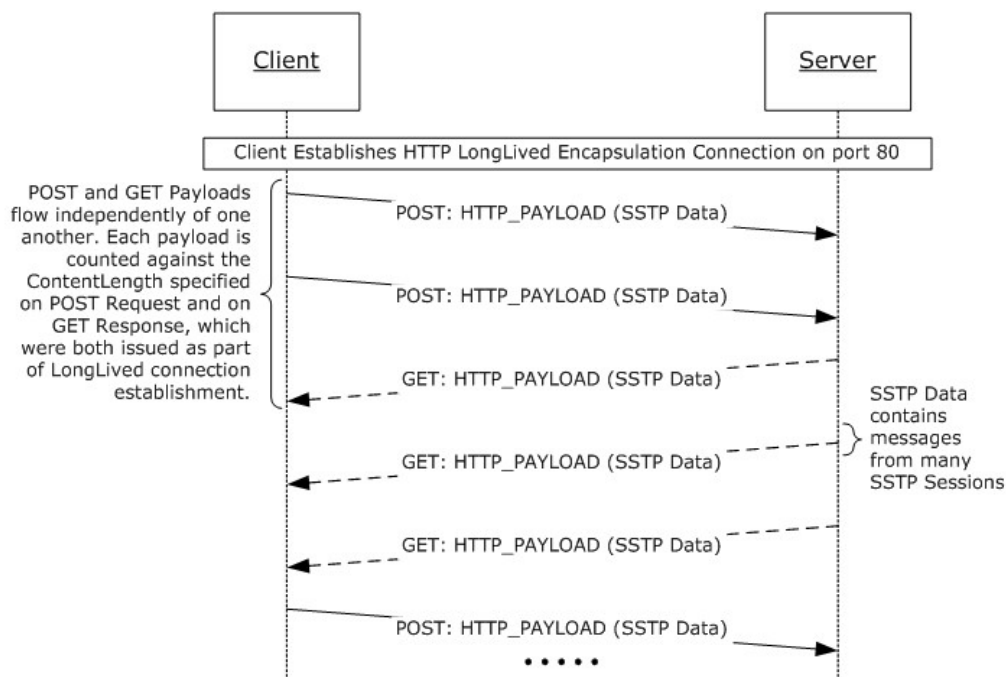 Client
Server
Client Establishes HTTP LongLived Encapsulation Connection on port 80
POST and GET Payloads
flow independently of one
another. Each payload is
counted against the
ContentLength specified
on POST Request and on
GET Response, which
were both issued as part
of LongLived connection
establishment.
POST: HTTP_PAYLOAD (SSTP Data)
POST: HTTP_PAYLOAD (SSTP Data)
GET: HTTP_PAYLOAD (SSTP Data)
GET: HTTP_PAYLOAD (SSTP Data)
SSTP Data
contains
messages
from many
SSTP Sessions
GET: HTTP_PAYLOAD (SSTP Data)
POST: HTTP_PAYLOAD (SSTP Data)
• • • • •